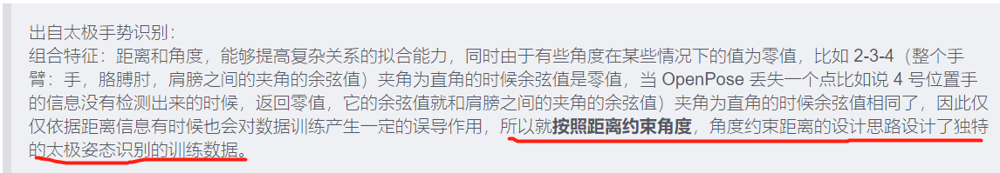 出自太极手势识别：
组合特征：距离和角度，能够提高复杂关系的拟合能力，同时由于有些角度在某些情况下的值为零值，比如 2-3-4（整个手
臂：手，胳膊肘，肩膀之间的夹角的余弦值）夹角为直角的时候余弦值是零值，当 OpenPose 丢失一个点比如说 4 号位置手
的信息没有检测出来的时候，返回零值，它的余弦值就和肩膀之间的夹角的余弦值）夹角为直角的时候余弦值相同了，因此仅
仅依据距离信息有时候也会对数据训练产生一定的误导作用，所以就按照距离约束角度，角度约束距离的设计思路设计了独特
的太极姿态识别的训练数据。